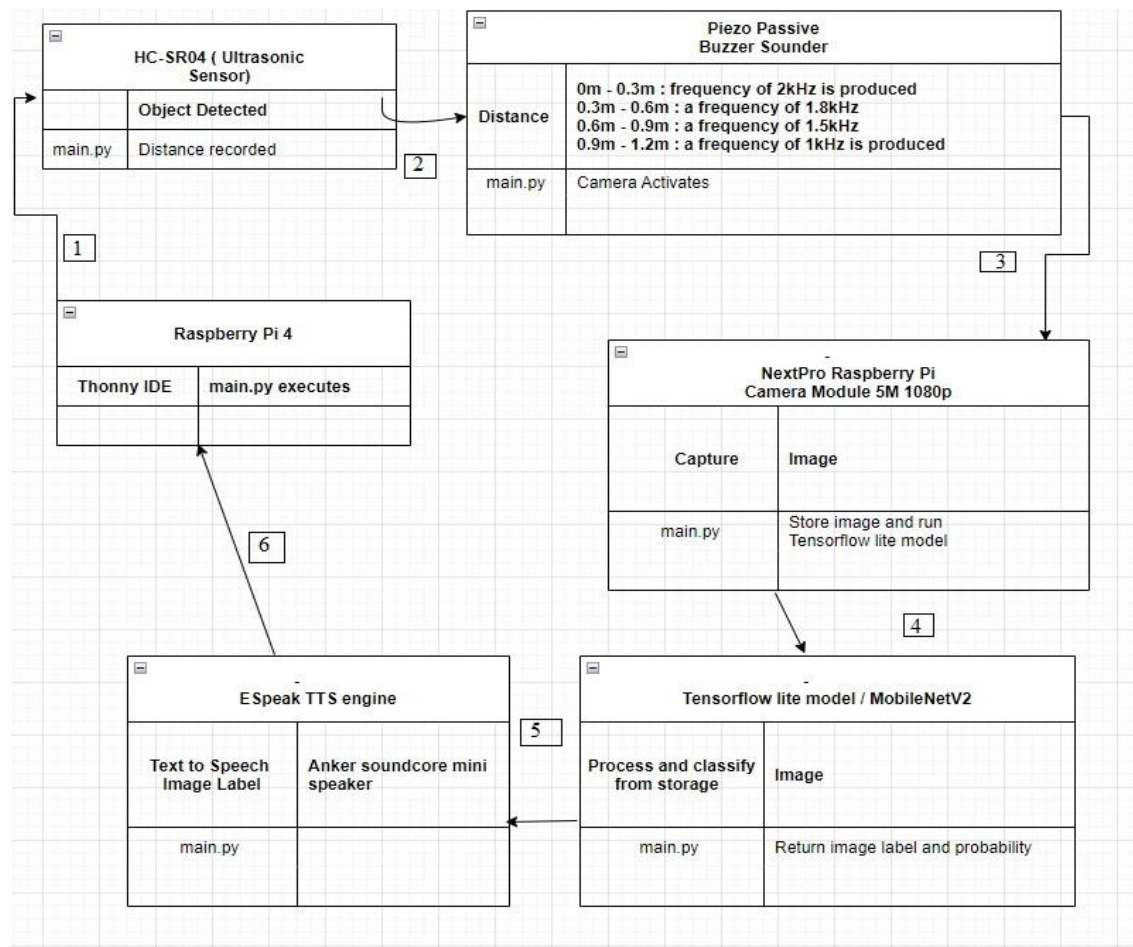 HC-SR04 ( Ultrasonic
Sensor)
Object Detected
main.py
Distance recorded
2
Piezo Passive
Buzzer Sounder
Distance
0m - 0.3m : frequency of 2kHz is produced
0.3m - 0.6m : a frequency of 1.8kHz
0.6m - 0.9m : a frequency of 1.5kHz
0.9m - 1.2m : a frequency of 1kHz is produced
main.py
Camera Activates
1
3
Raspberry Pi 4
Thonny IDE
main.py executes
-
NextPro Raspberry Pi
Camera Module 5M 1080p
Capture
Image
main.py
Store image and run
Tensorflow lite model
6
4
-
ESpeak TTS engine
Text to Speech
Image Label
Anker soundcore mini
speaker
main.py
5
-
Tensorflow lite model / MobileNetV2
Process and classify
from storage
Image
main.py
Return image label and probability